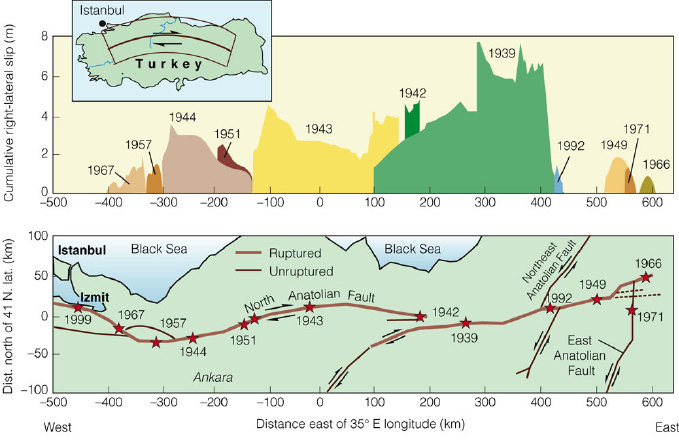 Istanbul
Turkey
Cumulative right-lateral slip (m)
8
6
4
2
0
1967
1957
1944
1951
1943
1942
1939
1992
1949
1971
1966
–500 –400 –300 –200 –100 0 100 200 300 400 500 600
Dist. north of 41 N. lat. (km)
100
50
0
–50
–100
Istanbul
Black Sea
Black Sea
Ruptured
Unruptured
Izmit
North Anatolian Fault
Northeast
Anatolian Fault
1999
1967
1957
1944
1951
1943
1942
1939
1992
1949
1966
1971
East
Anatolian
Fault
Ankara
–500 –400 –300 –200 –100 0 100 200 300 400 500 600
West
Distance east of 35° E longitude (km)
East